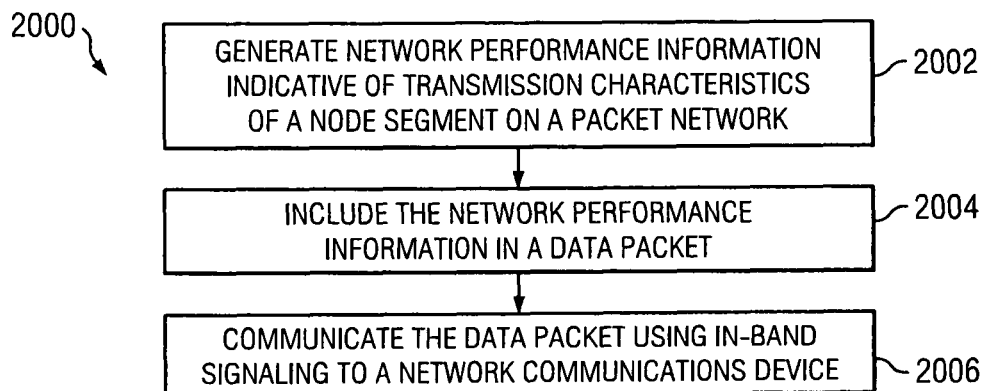 2000
GENERATE NETWORK PERFORMANCE INFORMATION
INDICATIVE OF TRANSMISSION CHARACTERISTICS
OF A NODE SEGMENT ON A PACKET NETWORK
2002
INCLUDE THE NETWORK PERFORMANCE
INFORMATION IN A DATA PACKET
2004
COMMUNICATE THE DATA PACKET USING IN-BAND
SIGNALING TO A NETWORK COMMUNICATIONS DEVICE
2006